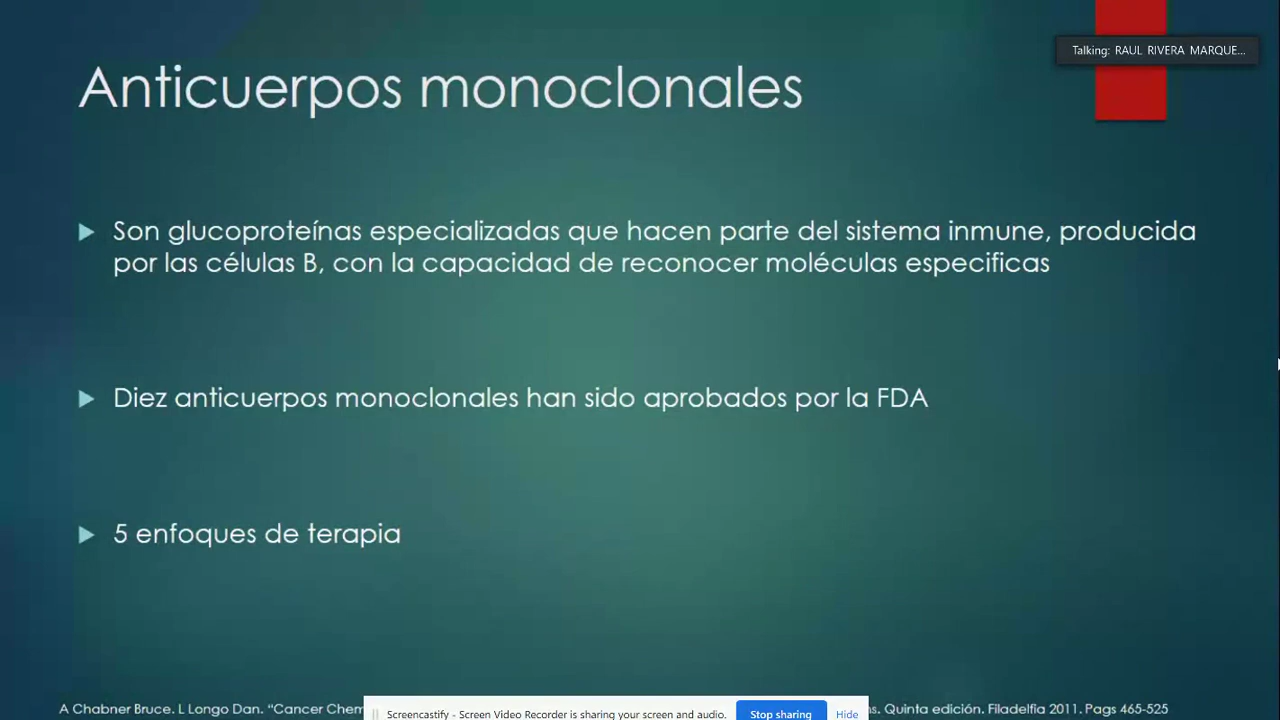 Talking: RAUL RIVERA MARQUE...
Anticuerpos monoclonales
Son glucoproteínas especializadas que hacen parte del sistema inmune, producida
por las células B, con la capacidad de reconocer moléculas especificas
Diez anticuerpos monoclonales han sido aprobados por la FDA
5 enfoques de terapia
A Chabner Bruce. L Longo Dan. “Cancer Chem
Screencastify - Screen Video Recorder is sharing your screen and audio. Stop sharing Hide
ns. Quinta edición. Filadelfia 2011. Pags 465-525